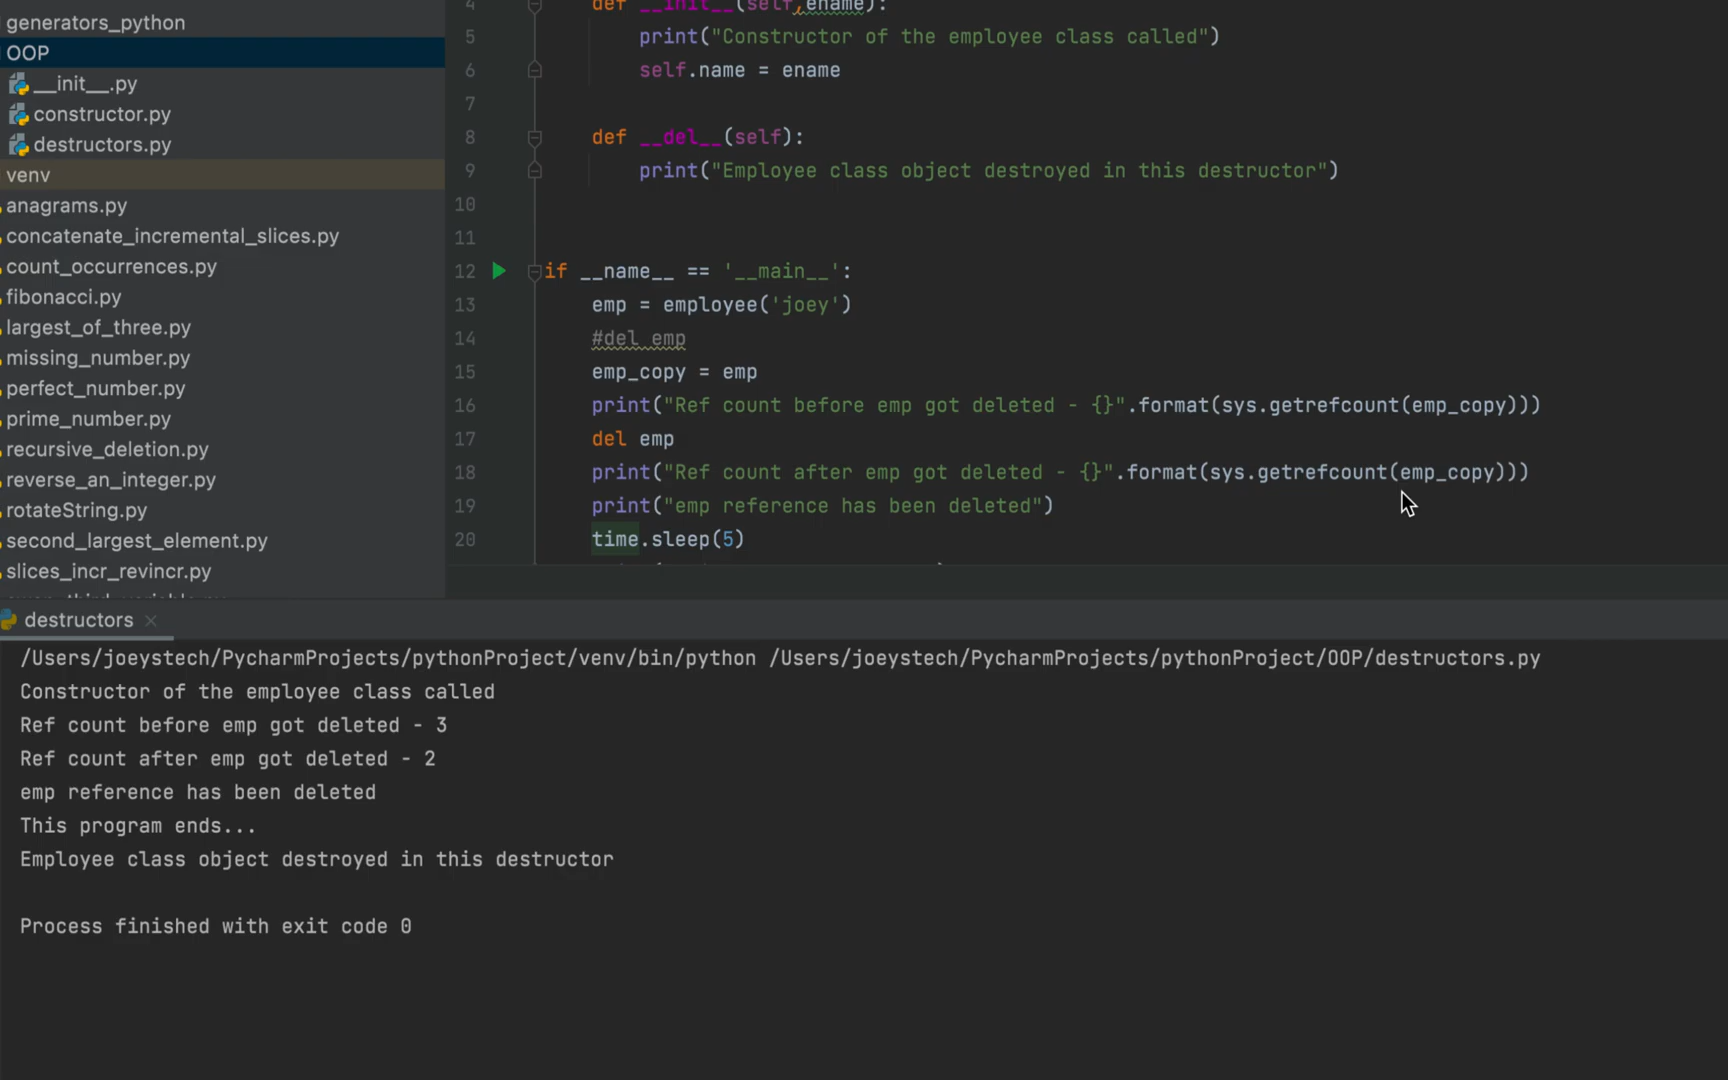 generators_python
OOP
__init__.py
constructor.py
destructors.py
venv
anagrams.py
concatenate_incremental_slices.py
count_occurrences.py
fibonacci.py
largest_of_three.py
missing_number.py
perfect_number.py
prime_number.py
recursive_deletion.py
reverse_an_integer.py
rotateString.py
second_largest_element.py
slices_incr_revincr.py
4 def __init__(self,ename):
5 print("Constructor of the employee class called")
6 self.name = ename
7
8 def __del__(self):
9 print("Employee class object destroyed in this destructor")
10
11
12 if __name__ == '__main__':
13 emp = employee('joey')
14 #del emp
15 emp_copy = emp
16 print("Ref count before emp got deleted - {}".format(sys.getrefcount(emp_copy)))
17 del emp
18 print("Ref count after emp got deleted - {}".format(sys.getrefcount(emp_copy)))
19 print("emp reference has been deleted")
20 time.sleep(5)
destructors ×
/Users/joeystech/PycharmProjects/pythonProject/venv/bin/python /Users/joeystech/PycharmProjects/pythonProject/OOP/destructors.py
Constructor of the employee class called
Ref count before emp got deleted - 3
Ref count after emp got deleted - 2
emp reference has been deleted
This program ends...
Employee class object destroyed in this destructor
Process finished with exit code 0